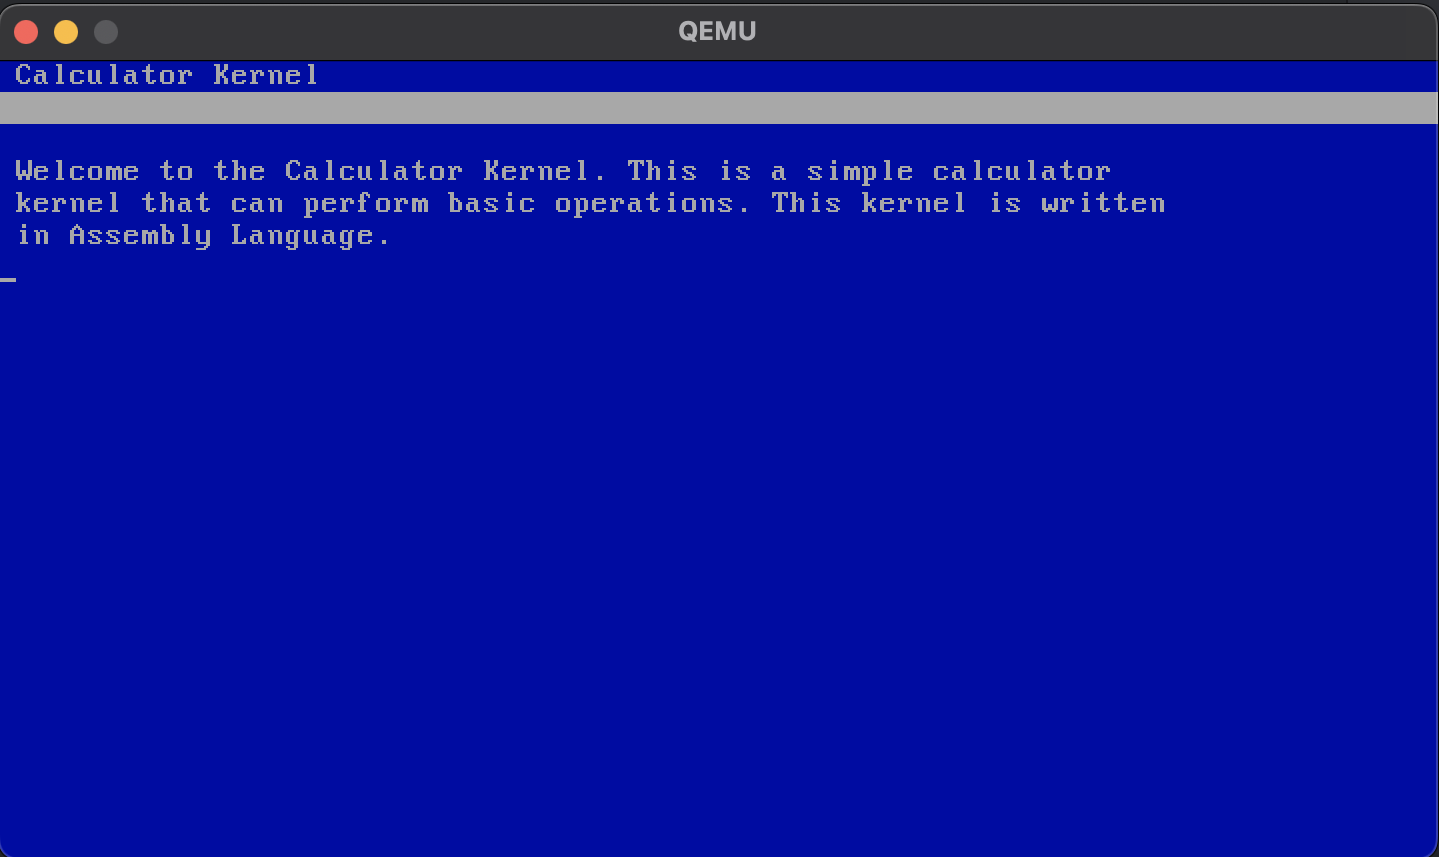 QEMU
Calculator Kernel
Welcome to the Calculator Kernel. This is a simple calculator
kernel that can perform basic operations. This kernel is written
in Assembly Language.